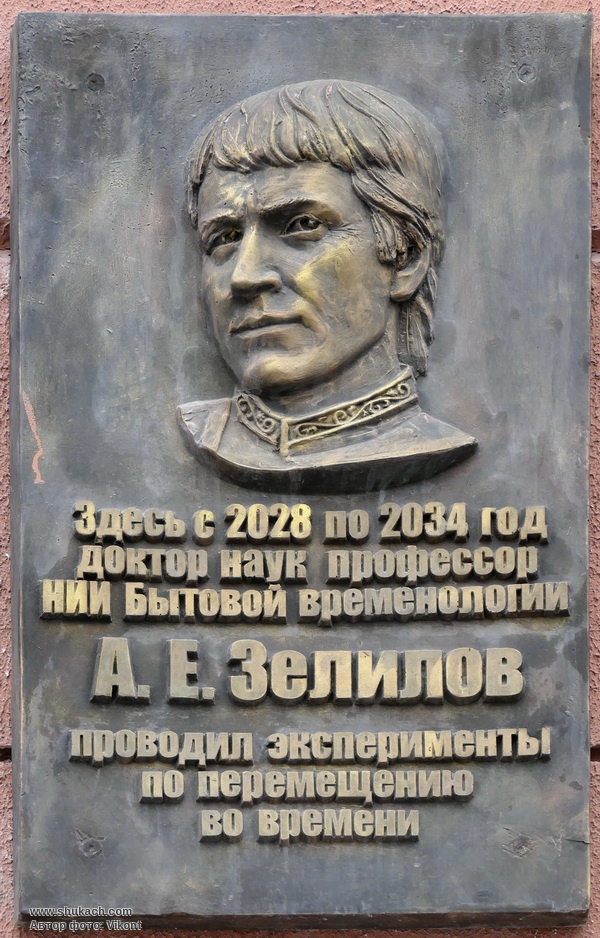 Здесь с 2028 по 2034 год
доктор наук профессор
НИИ Бытовой временологии
А. Е. Зелилов
проводил эксперименты
по перемещению
во времени
www.shukach.com
Автор фото: Vikont